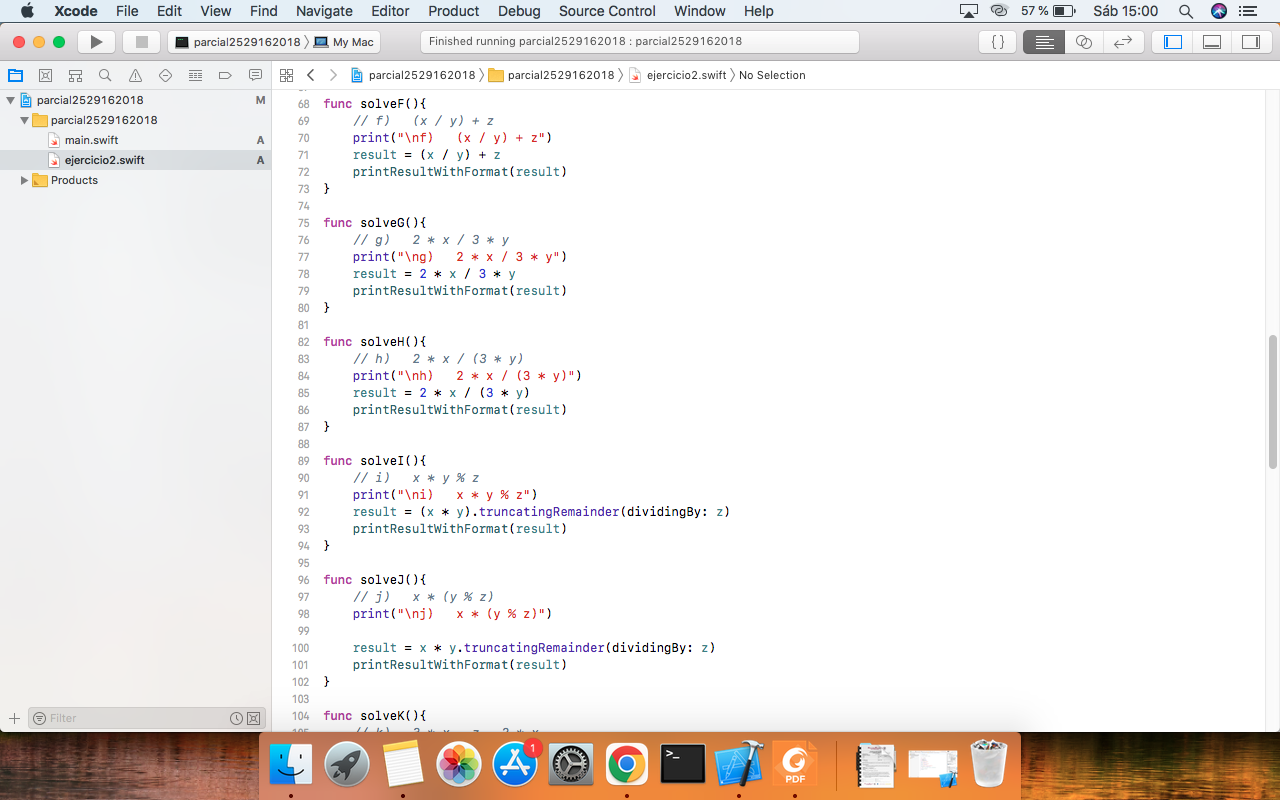 Xcode File Edit View Find Navigate Editor Product Debug Source Control Window Help 57 % Sáb 15:00
parcial2529162018 〉 My Mac Finished running parcial2529162018 : parcial2529162018 {}
parcial2529162018 〉 parcial2529162018 〉 ejercicio2.swift 〉 No Selection
parcial2529162018 M
parcial2529162018
main.swift A
ejercicio2.swift A
Products
Filter
68 func solveF(){
69 // f)   (x / y) + z
70 print("\nf)   (x / y) + z")
71 result = (x / y) + z
72 printResultWithFormat(result)
73 }
74
75 func solveG(){
76 // g)   2 * x / 3 * y
77 print("\ng)   2 * x / 3 * y")
78 result = 2 * x / 3 * y
79 printResultWithFormat(result)
80 }
81
82 func solveH(){
83 // h)   2 * x / (3 * y)
84 print("\nh)   2 * x / (3 * y)")
85 result = 2 * x / (3 * y)
86 printResultWithFormat(result)
87 }
88
89 func solveI(){
90 // i)   x * y % z
91 print("\ni)   x * y % z")
92 result = (x * y).truncatingRemainder(dividingBy: z)
93 printResultWithFormat(result)
94 }
95
96 func solveJ(){
97 // j)   x * (y % z)
98 print("\nj)   x * (y % z)")
99
100 result = x * y.truncatingRemainder(dividingBy: z)
101 printResultWithFormat(result)
102 }
103
104 func solveK(){
1
>_
PDF